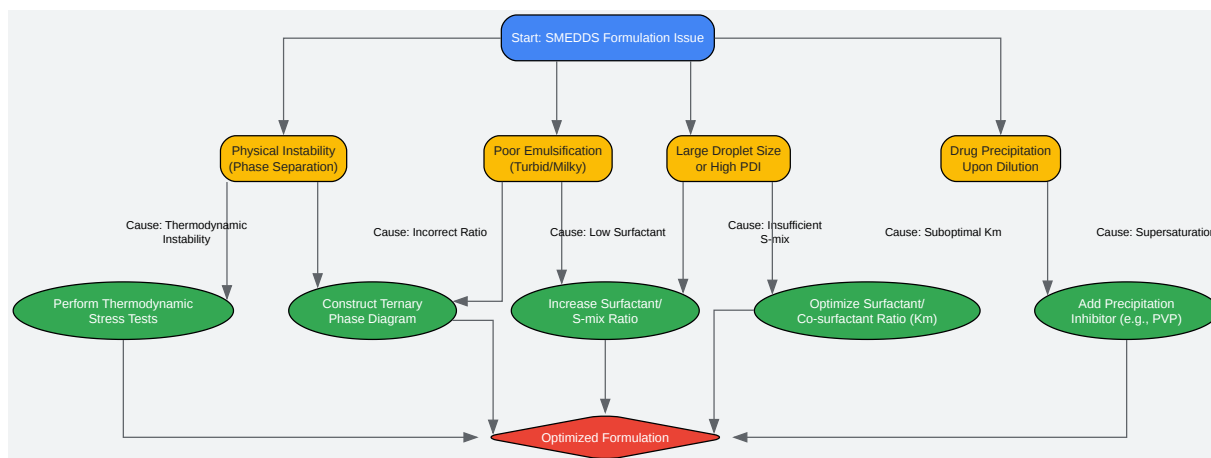 Start: SMEDDS Formulation Issue
Physical Instability
(Phase Separation)
Poor Emulsification
(Turbid/Milky)
Large Droplet Size
or High PDI
Drug Precipitation
Upon Dilution
Cause: Thermodynamic
Instability
Cause: Incorrect Ratio
Cause: Low Surfactant
Cause: Insufficient
S-mix
Cause: Suboptimal Km
Cause: Supersaturation
Perform Thermodynamic
Stress Tests
Construct Ternary
Phase Diagram
Increase Surfactant/
S-mix Ratio
Optimize Surfactant/
Co-surfactant Ratio (Km)
Add Precipitation
Inhibitor (e.g., PVP)
Optimized Formulation